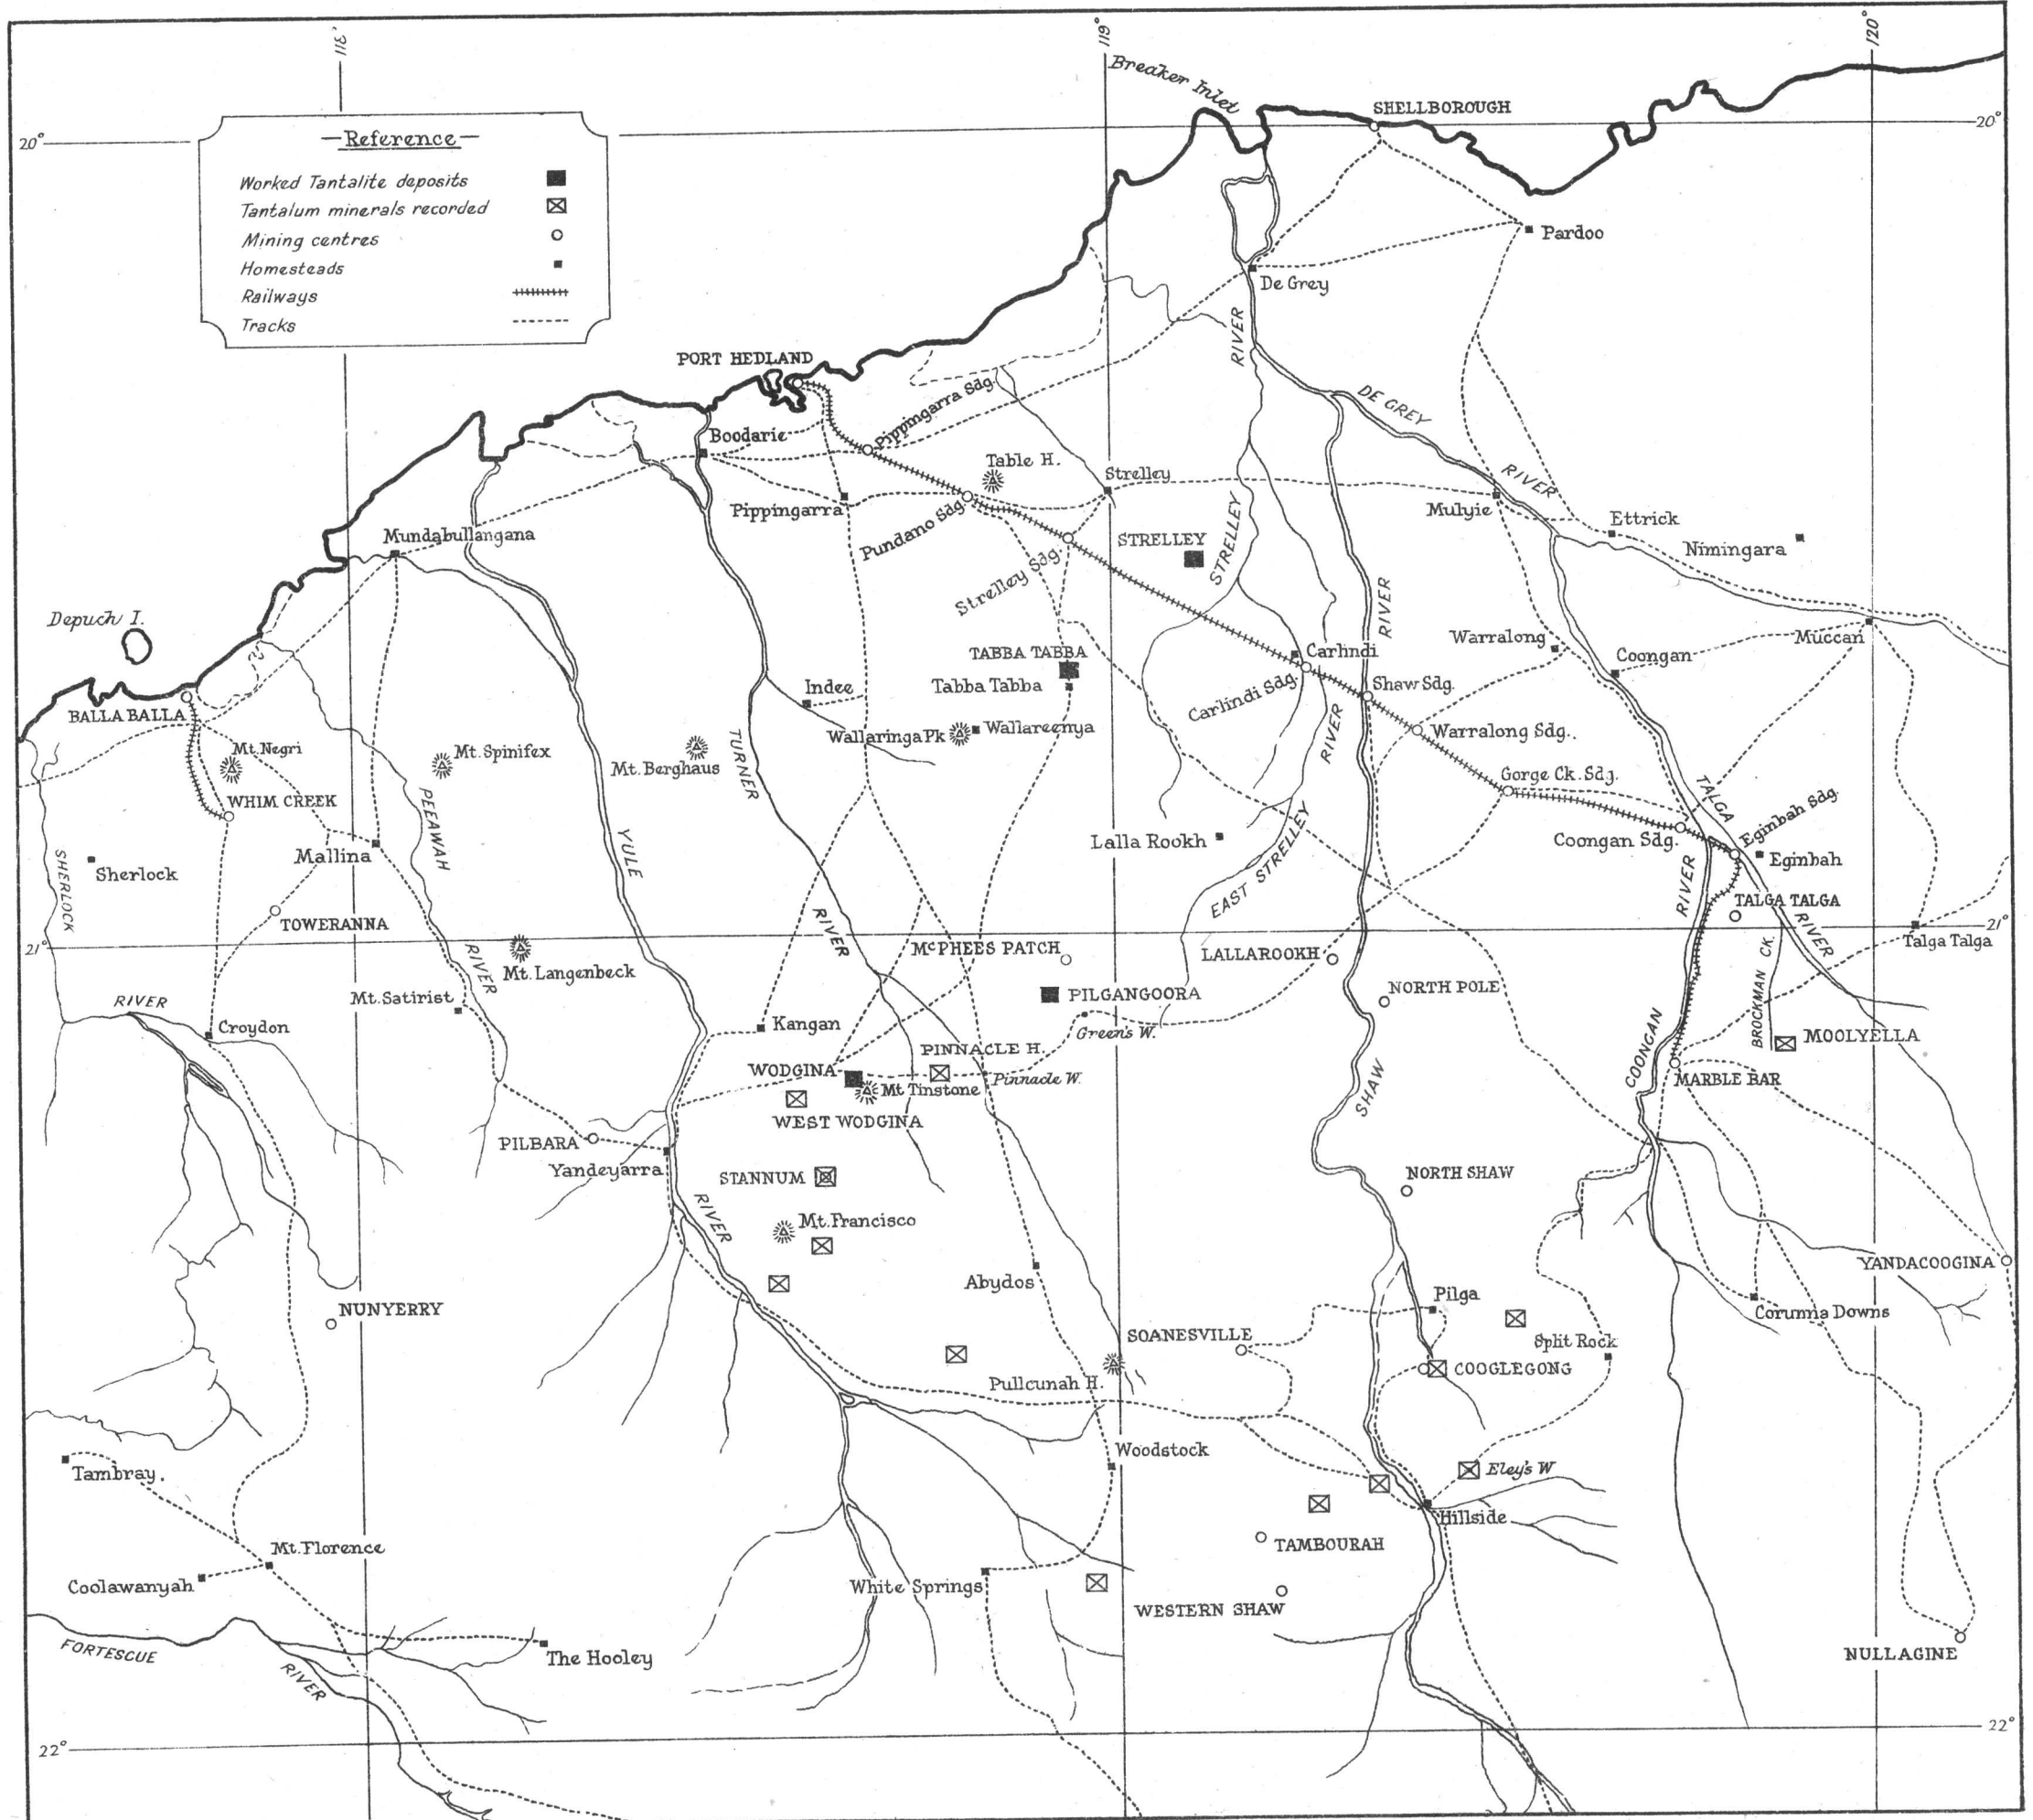 118°
119°
120°
Breaker Inlet
SHELLBOROUGH
20°
20°
Reference
Worked Tantalite deposits
Tantalum minerals recorded
Mining centres
Homesteads
Railways
Tracks
Pardoo
De Grey
RIVER
PORT HEDLAND
Pippingarra Sdg.
DE GREY
Boodarie
Table H.
Strelley
RIVER
Pippingarra
Pundano Sdg.
Mulyie
Ettrick
Mundabullangana
STRELLEY
STRELLEY
Nimingara
Strelley Sdg.
RIVER
Depuch I.
TABBA TABBA
Carlindi
Warralong
Muccan
Coongan
Tabba Tabba
Indee
Carlindi Sdg.
Shaw Sdg.
BALLA BALLA
Wallaringa Pk
Wallareenya
RIVER
Warralong Sdg.
Mt. Negri
Mt. Spinifex
Mt. Berghaus
TURNER
Gorge Ck. Sdg.
TALGA
WHIM CREEK
PEEAWAH
Eginbah Sdg.
Lalla Rookh
Coongan Sdg.
Mallina
YULE
Eginbah
SHERLOCK
Sherlock
EAST STRELLEY
RIVER
TALGA TALGA
TOWERANNA
RIVER
RIVER
21°
McPHEES PATCH
LALLAROOKH
21°
Talga Talga
Mt. Langenbeck
RIVER
BROCKMAN CK.
RIVER
Mt. Satirist
PILGANGOORA
NORTH POLE
Croydon
Kangan
Green's W.
COONGAN
MOOLYELLA
PINNACLE H.
WODGINA
Pinnacle W.
Mt Tinstone
MARBLE BAR
SHAW
WEST WODGINA
PILBARA
Yandeyarra
STANNUM
NORTH SHAW
RIVER
Mt. Francisco
YANDACOOGINA
Abydos
Pilga
NUNYERRY
Corunna Downs
SOANESVILLE
Split Rock
COOGLEGONG
Pullcunah H.
Woodstock
Tambray.
Eley's W
Hillside
Mt. Florence
TAMBOURAH
Coolawanyah
White Springs
WESTERN SHAW
FORTESCUE
The Hooley
NULLAGINE
RIVER
22°
22°